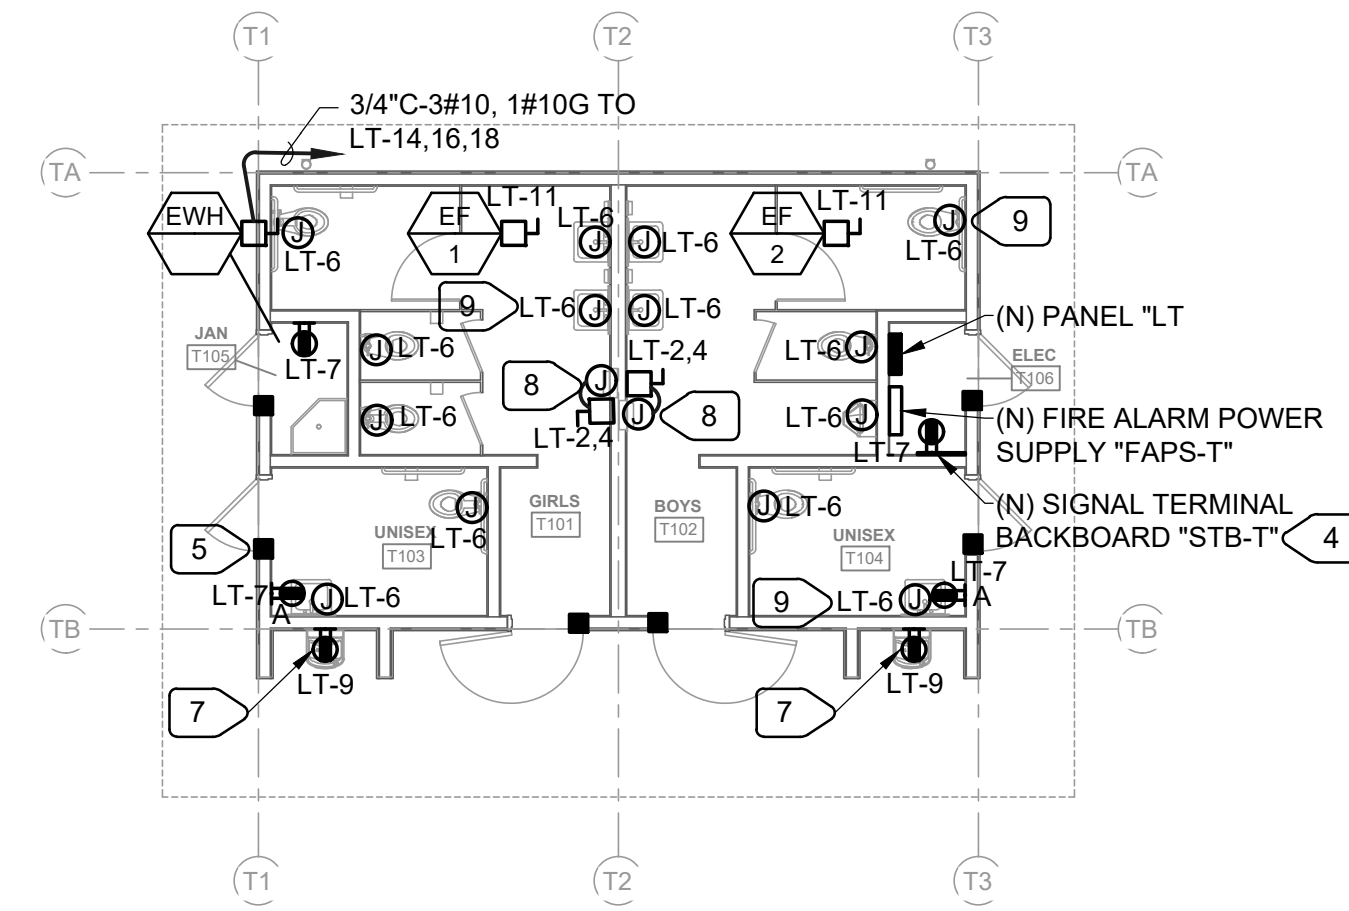 T1
T2
T3
3/4"C-3#10, 1#10G TO
LT-14,16,18
TA
TA
EWH
EF
1
LT-11
LT-6
EF
2
LT-11
9
LT-6
LT-6
LT-6
J
J
J
J
9
LT-6
J
J
LT-6
(N) PANEL "LT
JAN
T105
LT-7
J
LT-6
LT-2,4
LT-6
J
ELEC
T106
8
J
J
8
J
LT-6
LT-2,4
LT-6
J
LT-7
(N) FIRE ALARM POWER
SUPPLY "FAPS-T"
(N) SIGNAL TERMINAL
BACKBOARD "STB-T"
4
GIRLS
T101
BOYS
T102
J
LT-6
J
LT-6
5
UNISEX
T103
UNISEX
T104
LT-7
A
J
LT-6
9
LT-6
J
LT-7
A
TB
TB
LT-9
LT-9
7
7
T1
T2
T3